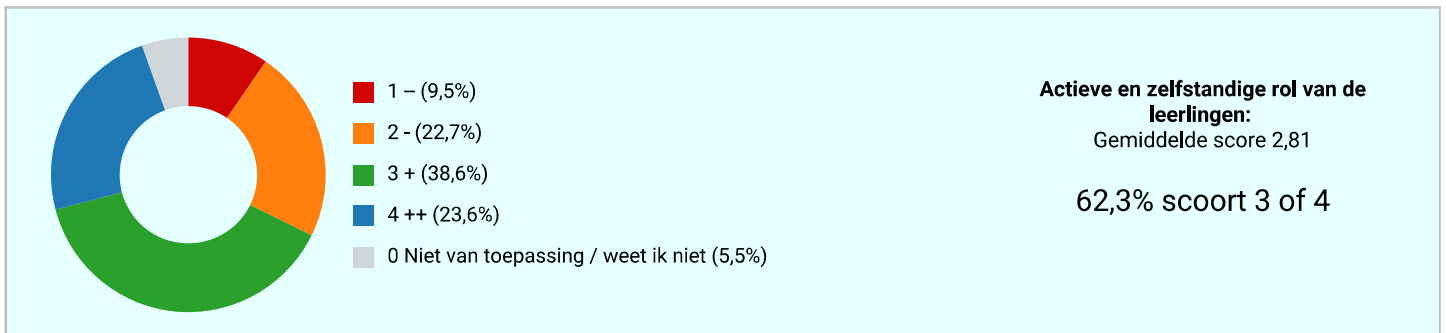 1 -- (9,5%)
2 - (22,7%)
3 + (38,6%)
4 ++ (23,6%)
0 Niet van toepassing / weet ik niet (5,5%)
Actieve en zelfstandige rol van de
leerlingen:
Gemiddelde score 2,81
62,3% scoort 3 of 4